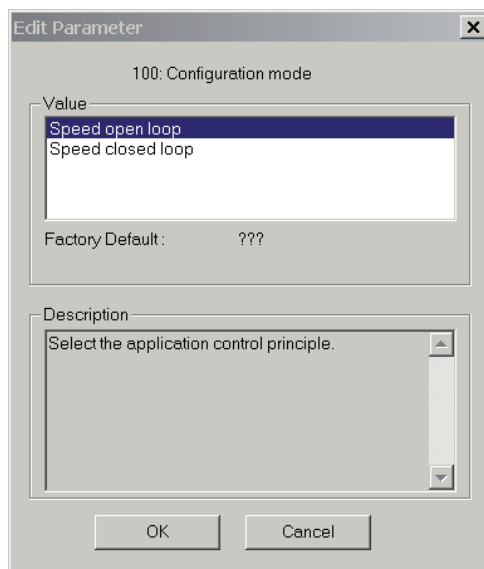 Edit Parameter
100: Configuration mode
Value
Speed open loop
Speed closed loop
Factory Default : ???
Description
Select the application control principle.
OK Cancel